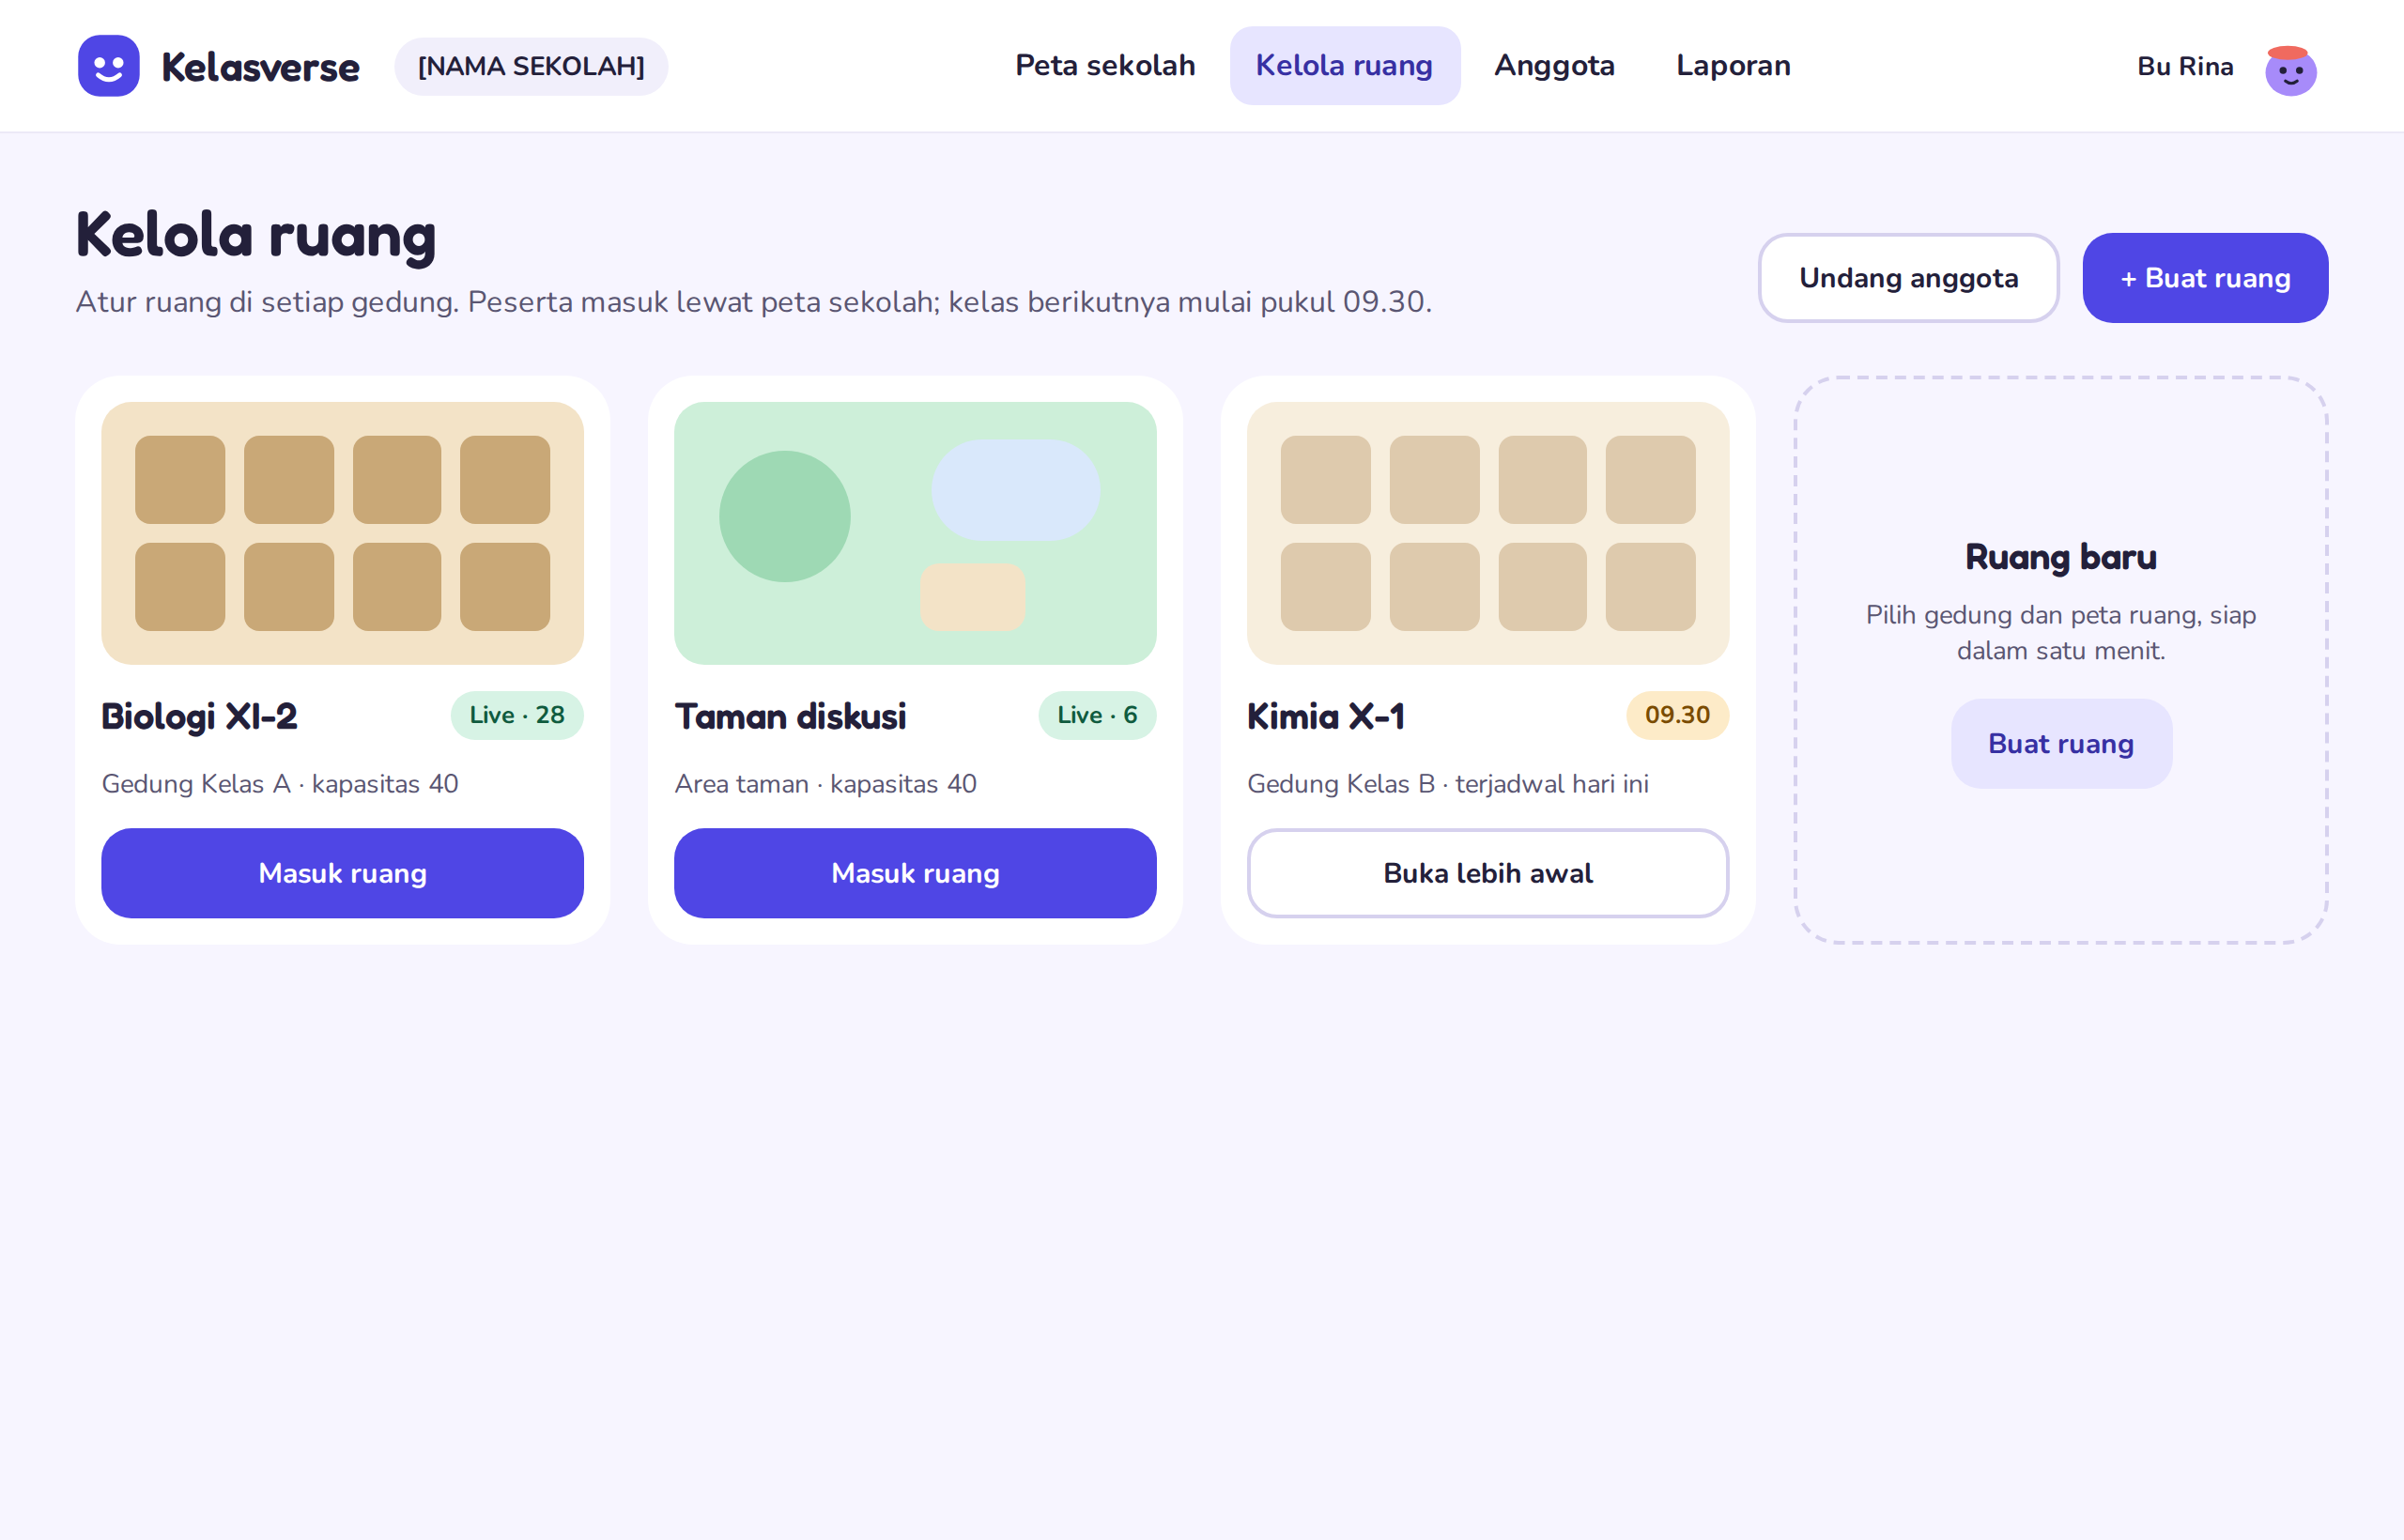 Kelasverse
[NAMA SEKOLAH]
Peta sekolah
Kelola ruang
Anggota
Laporan
Bu Rina
Kelola ruang
Atur ruang di setiap gedung. Peserta masuk lewat peta sekolah; kelas berikutnya mulai pukul 09.30.
Undang anggota
+ Buat ruang
Biologi XI-2
Live · 28
Gedung Kelas A · kapasitas 40
Masuk ruang
Taman diskusi
Live · 6
Area taman · kapasitas 40
Masuk ruang
Kimia X-1
09.30
Gedung Kelas B · terjadwal hari ini
Buka lebih awal
Ruang baru
Pilih gedung dan peta ruang, siap
dalam satu menit.
Buat ruang